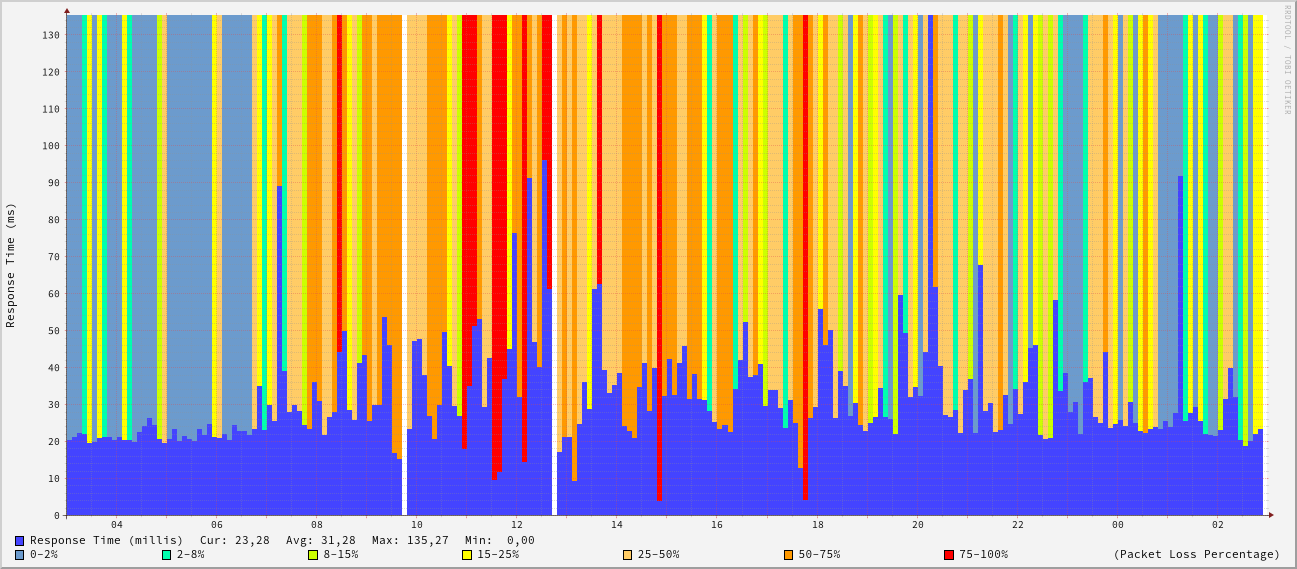 RRDTOOL / TOBI OETIKER
Response Time (ms)
130
120
110
100
90
80
70
60
50
40
30
20
10
0
04 06 08 10 12 14 16 18 20 22 00 02
Response Time (millis) Cur: 23,28 Avg: 31,28 Max: 135,27 Min: 0,00
0-2% 2-8% 8-15% 15-25% 25-50% 50-75% 75-100% (Packet Loss Percentage)